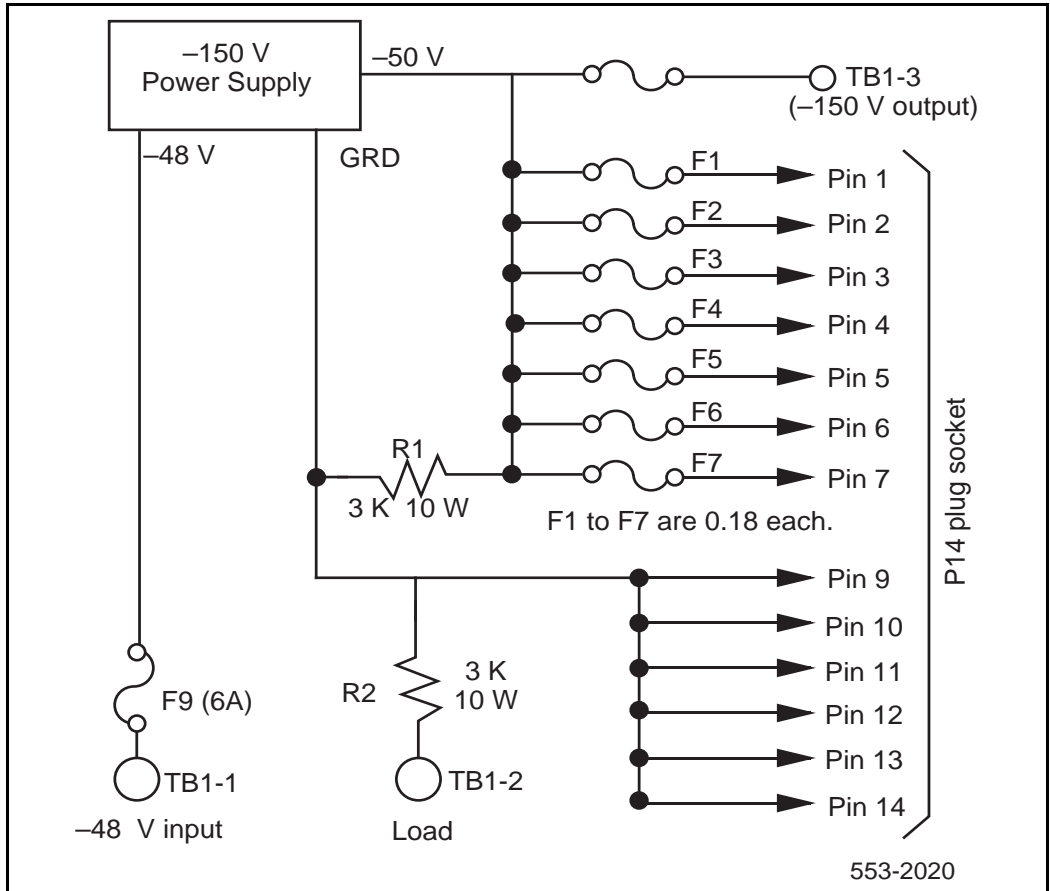 –150 V
Power Supply
–50 V
TB1-3
(–150 V output)
–48 V
GRD
F1
Pin 1
F2
Pin 2
F3
Pin 3
F4
Pin 4
F5
Pin 5
F6
Pin 6
R1
F7
Pin 7
3 K 10 W
F1 to F7 are 0.18 each.
P14 plug socket
Pin 9
Pin 10
Pin 11
Pin 12
Pin 13
Pin 14
R2
3 K
10 W
F9 (6A)
TB1-1
TB1-2
–48 V input
Load
553-2020